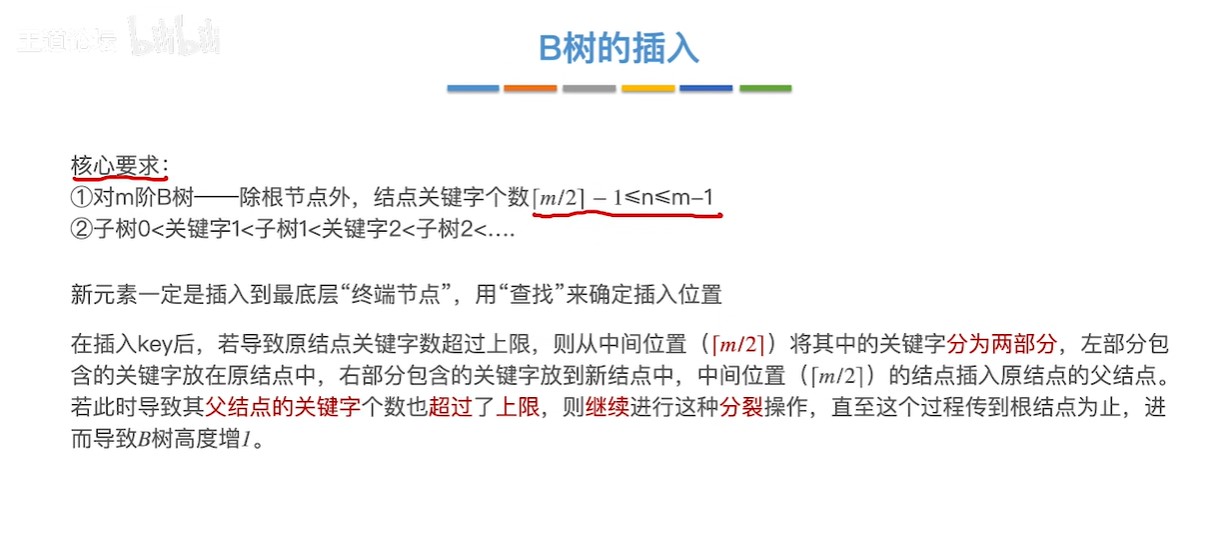 王道论坛 bilibili
B树的插入
核心要求:
①对m阶B树——除根节点外，结点关键字个数⌈m/2⌉ − 1≤n≤m−1
②子树0<关键字1<子树1<关键字2<子树2<....
新元素一定是插入到最底层“终端节点”，用“查找”来确定插入位置
在插入key后，若导致原结点关键字数超过上限，则从中间位置（⌈m/2⌉）将其中的关键字分为两部分，左部分包
含的关键字放在原结点中，右部分包含的关键字放到新结点中，中间位置（⌈m/2⌉）的结点插入原结点的父结点。
若此时导致其父结点的关键字个数也超过了上限，则继续进行这种分裂操作，直至这个过程传到根结点为止，进
而导致B树高度增1。